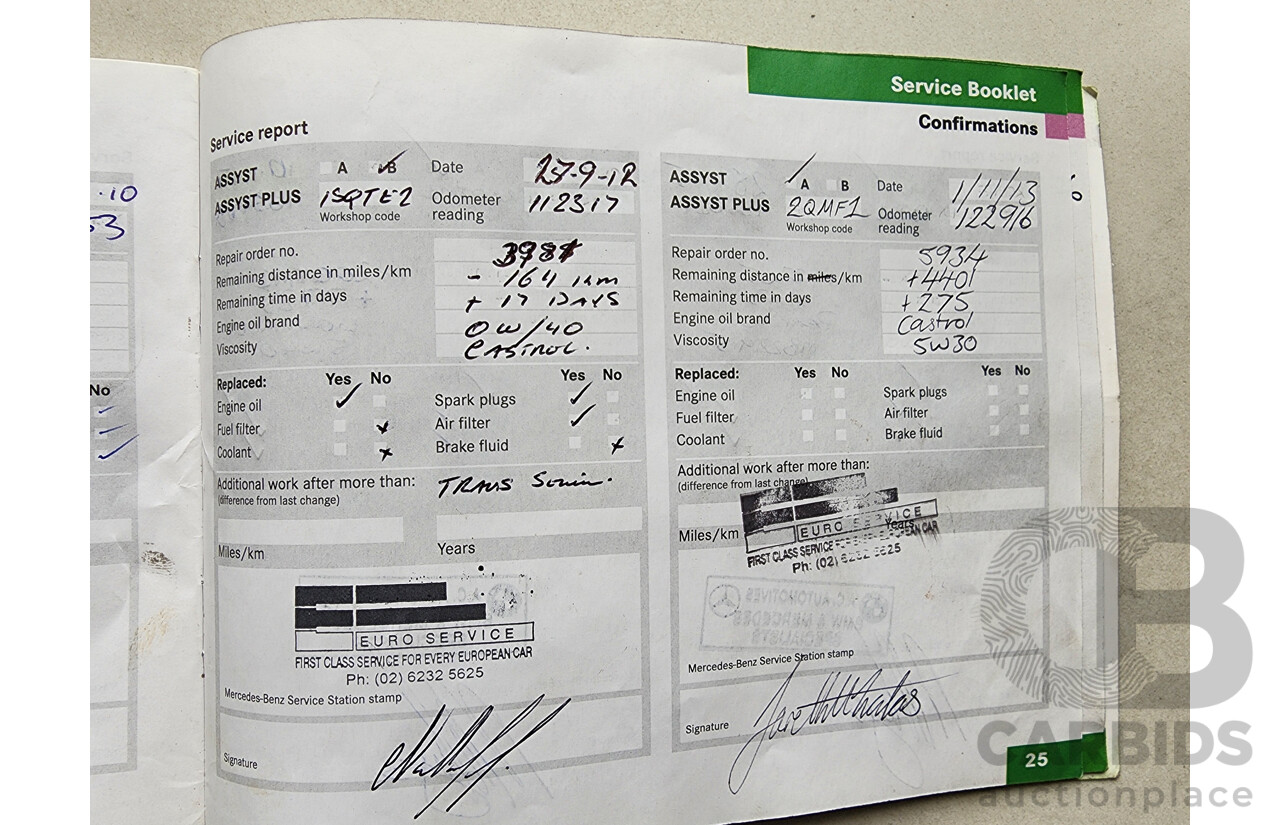 Service Booklet
Confirmations
Service report
ASSYST A B Date 25-9-12
ASSYST PLUS 1SQTE2 Odometer reading 112317
Workshop code
Repair order no. 3987
Remaining distance in miles/km - 164 km
Remaining time in days + 17 DAYS
Engine oil brand 0W/40
Viscosity CASTROL.
Replaced: Yes No Yes No
Engine oil Spark plugs
Fuel filter Air filter
Coolant Brake fluid
Additional work after more than: TRANS
(difference from last change)
Miles/km Years
EURO SERVICE
FIRST CLASS SERVICE FOR EVERY EUROPEAN CAR
Ph: (02) 6232 5625
Mercedes-Benz Service Station stamp
Signature
ASSYST A B Date 1/11/13
ASSYST PLUS 2QMF1 Odometer reading 122916
Workshop code
Repair order no. 5934
Remaining distance in miles/km +4401
Remaining time in days +275
Engine oil brand Castrol
Viscosity 5W30
Replaced: Yes No Yes No
Engine oil Spark plugs
Fuel filter Air filter
Coolant Brake fluid
Additional work after more than:
(difference from last change)
Miles/km Years
EURO SERVICE
FIRST CLASS SERVICE FOR EVERY EUROPEAN CAR
Ph: (02) 6232 5625
Mercedes-Benz Service Station stamp
Signature
25
No
CARBIDS
auctionplace